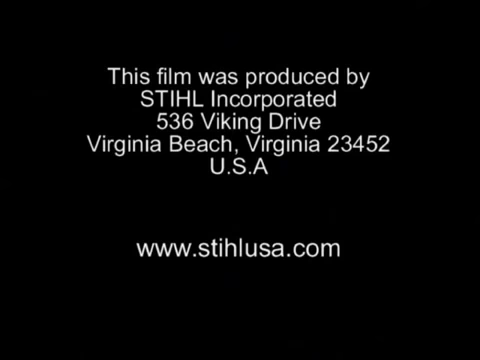 This film was produced by
STIHL Incorporated
536 Viking Drive
Virginia Beach, Virginia 23452
U.S.A
www.stihlusa.com